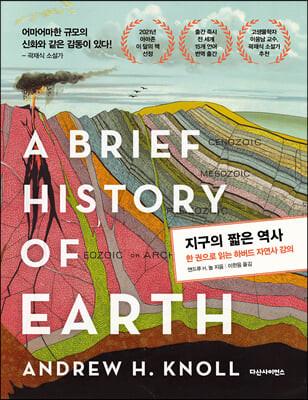 어마어마한 규모의
신화와 같은 감동이 있다!
– 곽재식 소설가
2021년
아마존
이 달의 책
선정
출간 즉시
전 세계
15개 언어
번역 출간
고생물학자
이융남 교수,
곽재식 소설가
추천
A BRIEF
CENOZOIC
HISTORY
MESOZOIC
OF
EOZOIC OR ARCH
EARTH
지구의 짧은 역사
한 권으로 읽는 하버드 자연사 강의
앤드루 H. 놀 지음 | 이한음 옮김
ANDREW H. KNOLL
다산사이언스